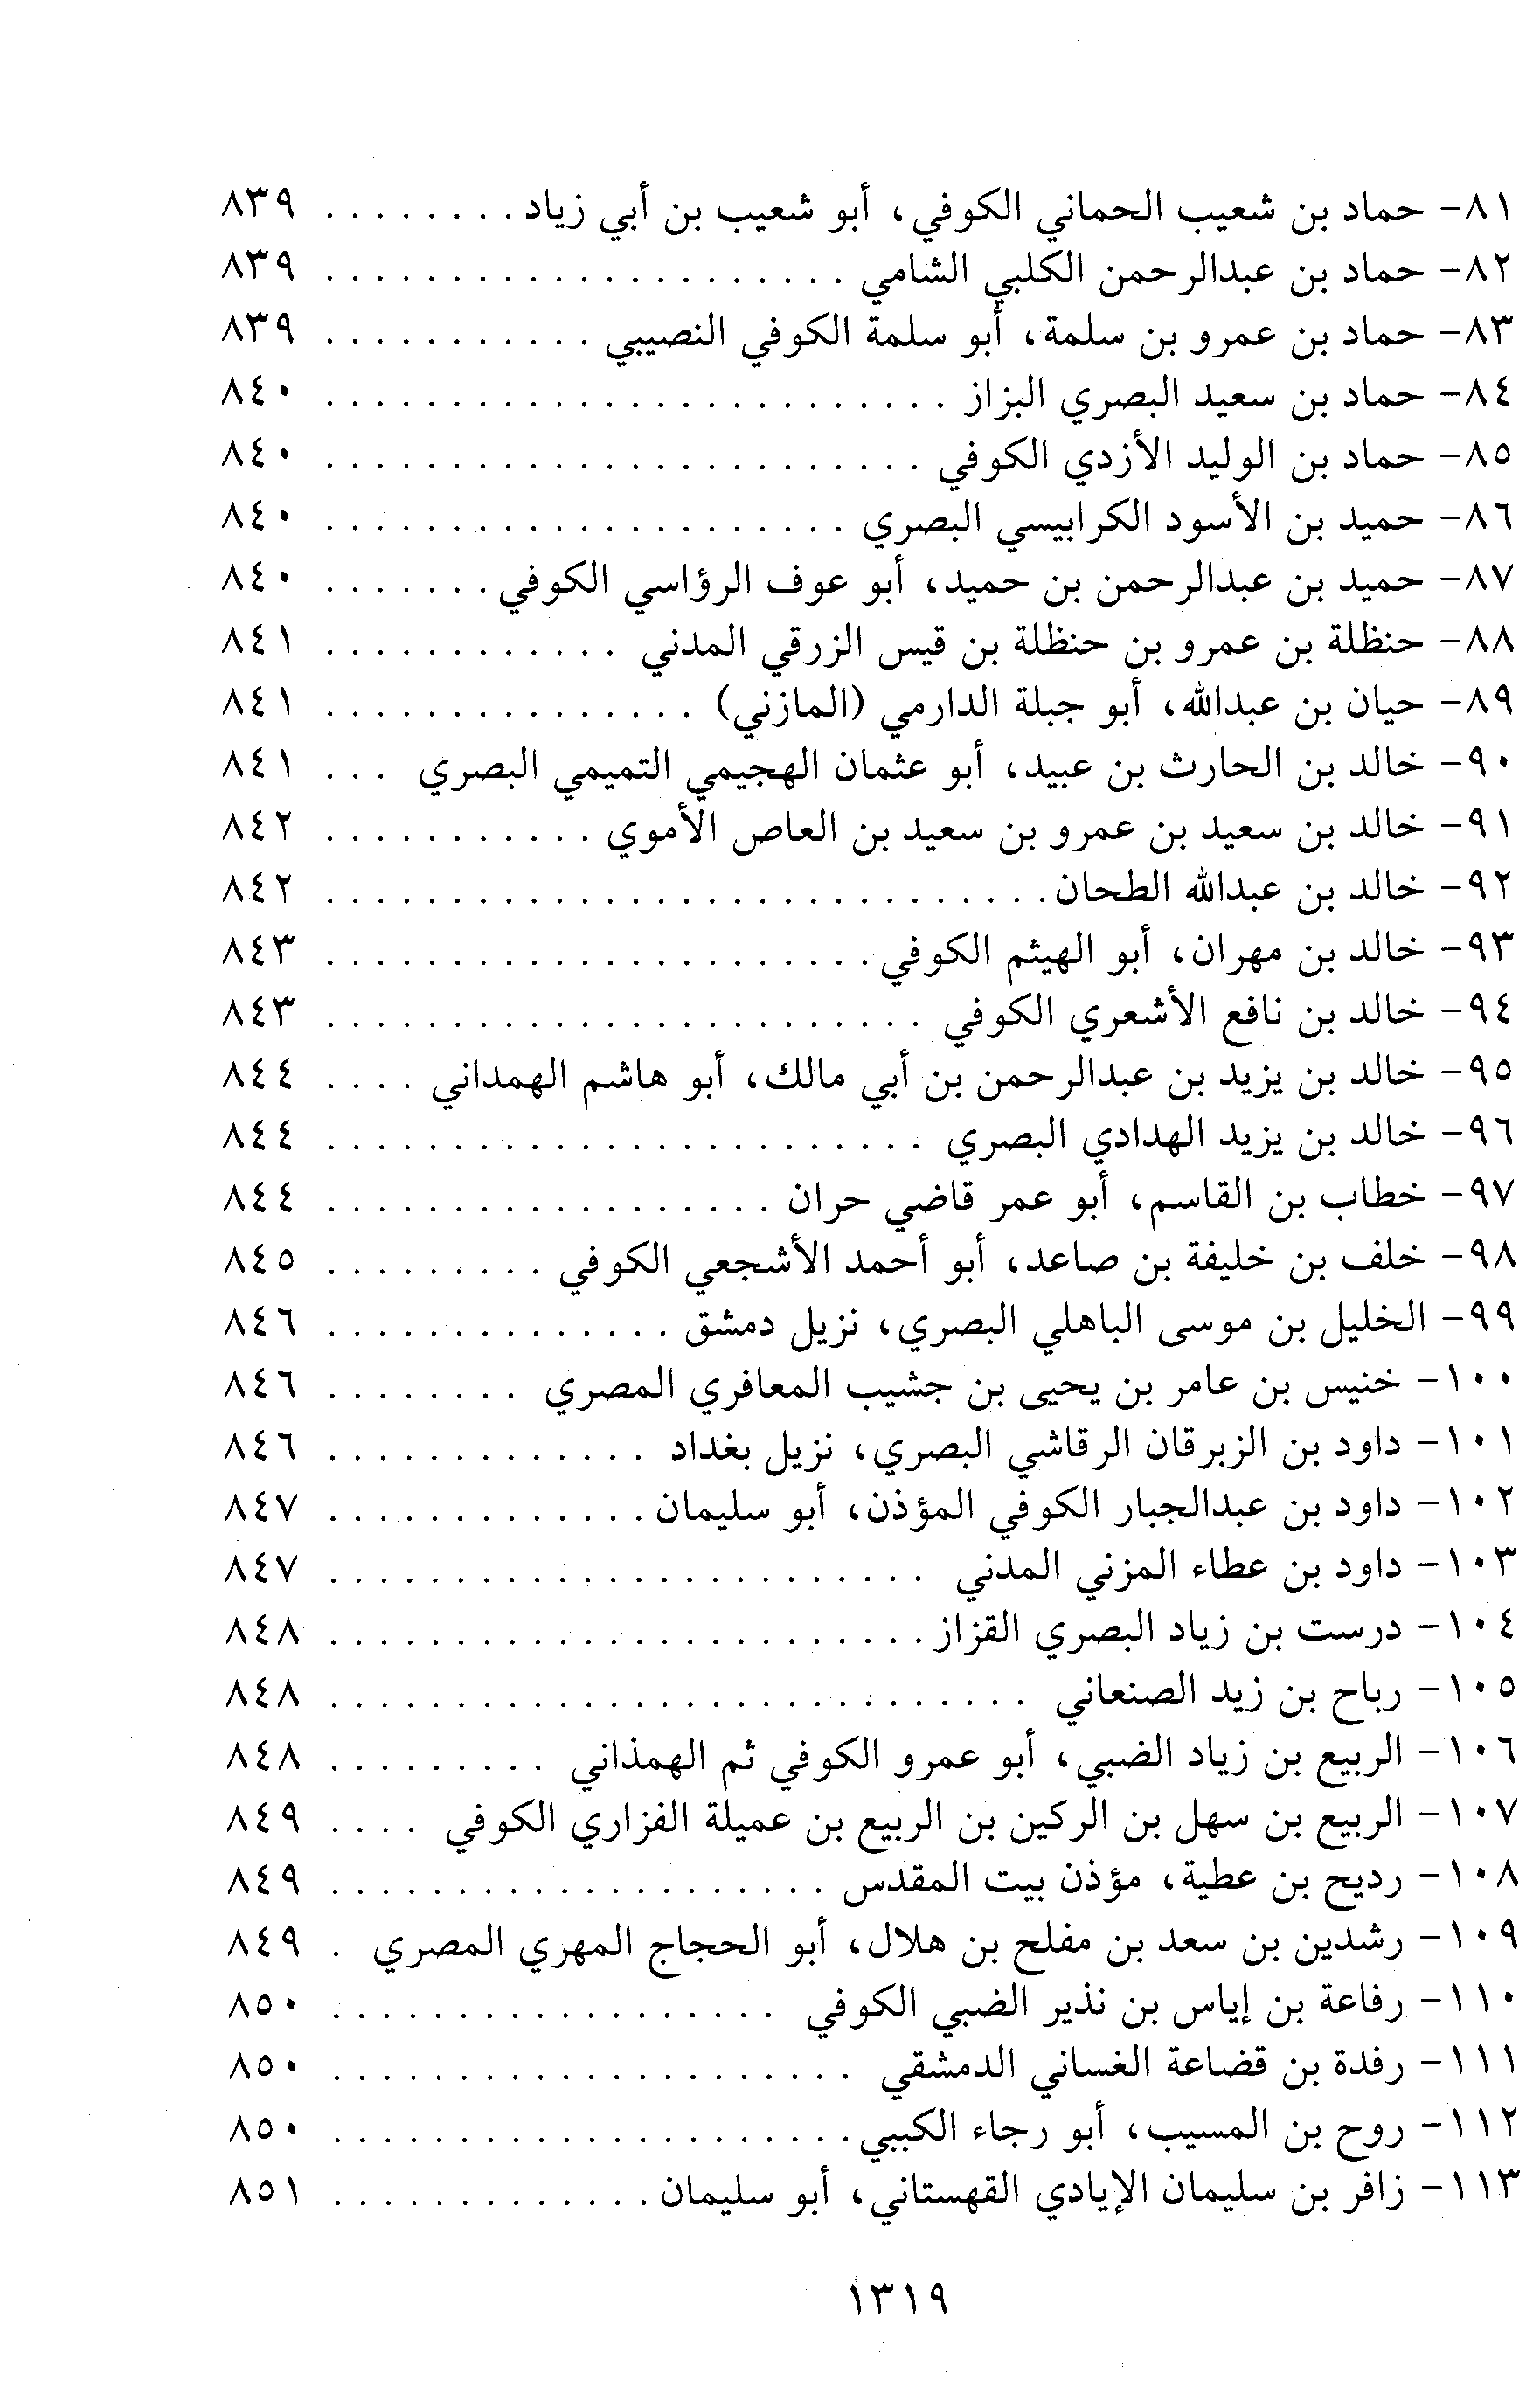 ٨١- حماد بن شعيب الحماني الكوفي، أبو شعيب بن أبي زياد ........ ٨٣٩
٨٢- حماد بن عبدالرحمن الكلبي الشامي ..................... ٨٣٩
٨٣- حماد بن عمرو بن سلمة، أبو سلمة الكوفي النصيبي ........... ٨٣٩
٨٤- حماد بن سعيد البصري البزاز ......................... ٨٤٠
٨٥- حماد بن الوليد الأزدي الكوفي ........................ ٨٤٠
٨٦- حميد بن الأسود الكرابيسي البصري ..................... ٨٤٠
٨٧- حميد بن عبدالرحمن بن حميد، أبو عوف الرؤاسي الكوفي ....... ٨٤٠
٨٨- حنظلة بن عمرو بن حنظلة بن قيس الزرقي المدني ............ ٨٤١
٨٩- حيان بن عبدالله، أبو جبلة الدارمي (المازني) ............... ٨٤١
٩٠- خالد بن الحارث بن عبيد، أبو عثمان الهجيمي التميمي البصري ... ٨٤١
٩١- خالد بن سعيد بن عمرو بن سعيد بن العاص الأموي ........... ٨٤٢
٩٢- خالد بن عبدالله الطحان ............................. ٨٤٢
٩٣- خالد بن مهران، أبو الهيثم الكوفي ...................... ٨٤٣
٩٤- خالد بن نافع الأشعري الكوفي ........................ ٨٤٣
٩٥- خالد بن يزيد بن عبدالرحمن بن أبي مالك، أبو هاشم الهمداني .... ٨٤٤
٩٦- خالد بن يزيد الهدادي البصري ........................ ٨٤٤
٩٧- خطاب بن القاسم، أبو عمر قاضي حران .................. ٨٤٤
٩٨- خلف بن خليفة بن صاعد، أبو أحمد الأشجعي الكوفي ......... ٨٤٥
٩٩- الخليل بن موسى الباهلي البصري، نزيل دمشق .............. ٨٤٦
١٠٠- خنيس بن عامر بن يحيى بن جشيب المعافري المصري ........ ٨٤٦
١٠١- داود بن الزبرقان الرقاشي البصري، نزيل بغداد ............. ٨٤٦
١٠٢- داود بن عبدالجبار الكوفي المؤذن، أبو سليمان ............. ٨٤٧
١٠٣- داود بن عطاء المزني المدني ........................ ٨٤٧
١٠٤- درست بن زياد البصري القزاز ........................ ٨٤٨
١٠٥- رباح بن زيد الصنعاني ............................ ٨٤٨
١٠٦- الربيع بن زياد الضبي، أبو عمرو الكوفي ثم الهمذاني ......... ٨٤٨
١٠٧- الربيع بن سهل بن الركين بن الربيع بن عميلة الفزاري الكوفي .... ٨٤٩
١٠٨- رديح بن عطية، مؤذن بيت المقدس .................... ٨٤٩
١٠٩- رشدين بن سعد بن مفلح بن هلال، أبو الحجاج المهري المصري . ٨٤٩
١١٠- رفاعة بن إياس بن نذير الضبي الكوفي .................. ٨٥٠
١١١- رفدة بن قضاعة الغساني الدمشقي ..................... ٨٥٠
١١٢- روح بن المسيب، أبو رجاء الكبيبي ..................... ٨٥٠
١١٣- زافر بن سليمان الإيادي القهستاني، أبو سليمان ............. ٨٥١
١٣١٩